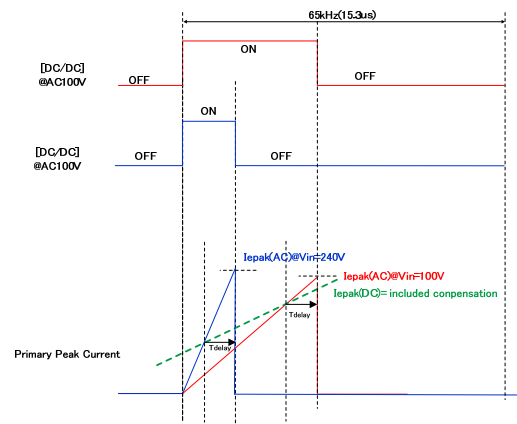 65kHz(15.3us)
ON
[DC/DC]
@AC100V
OFF
OFF
ON
[DC/DC]
@AC100V
OFF
OFF
Iepak(AC)@Vin=240V
Iepak(AC)@Vin=100V
Iepak(DC)= included conpensation
Tdelay
Tdelay
Primary Peak Current